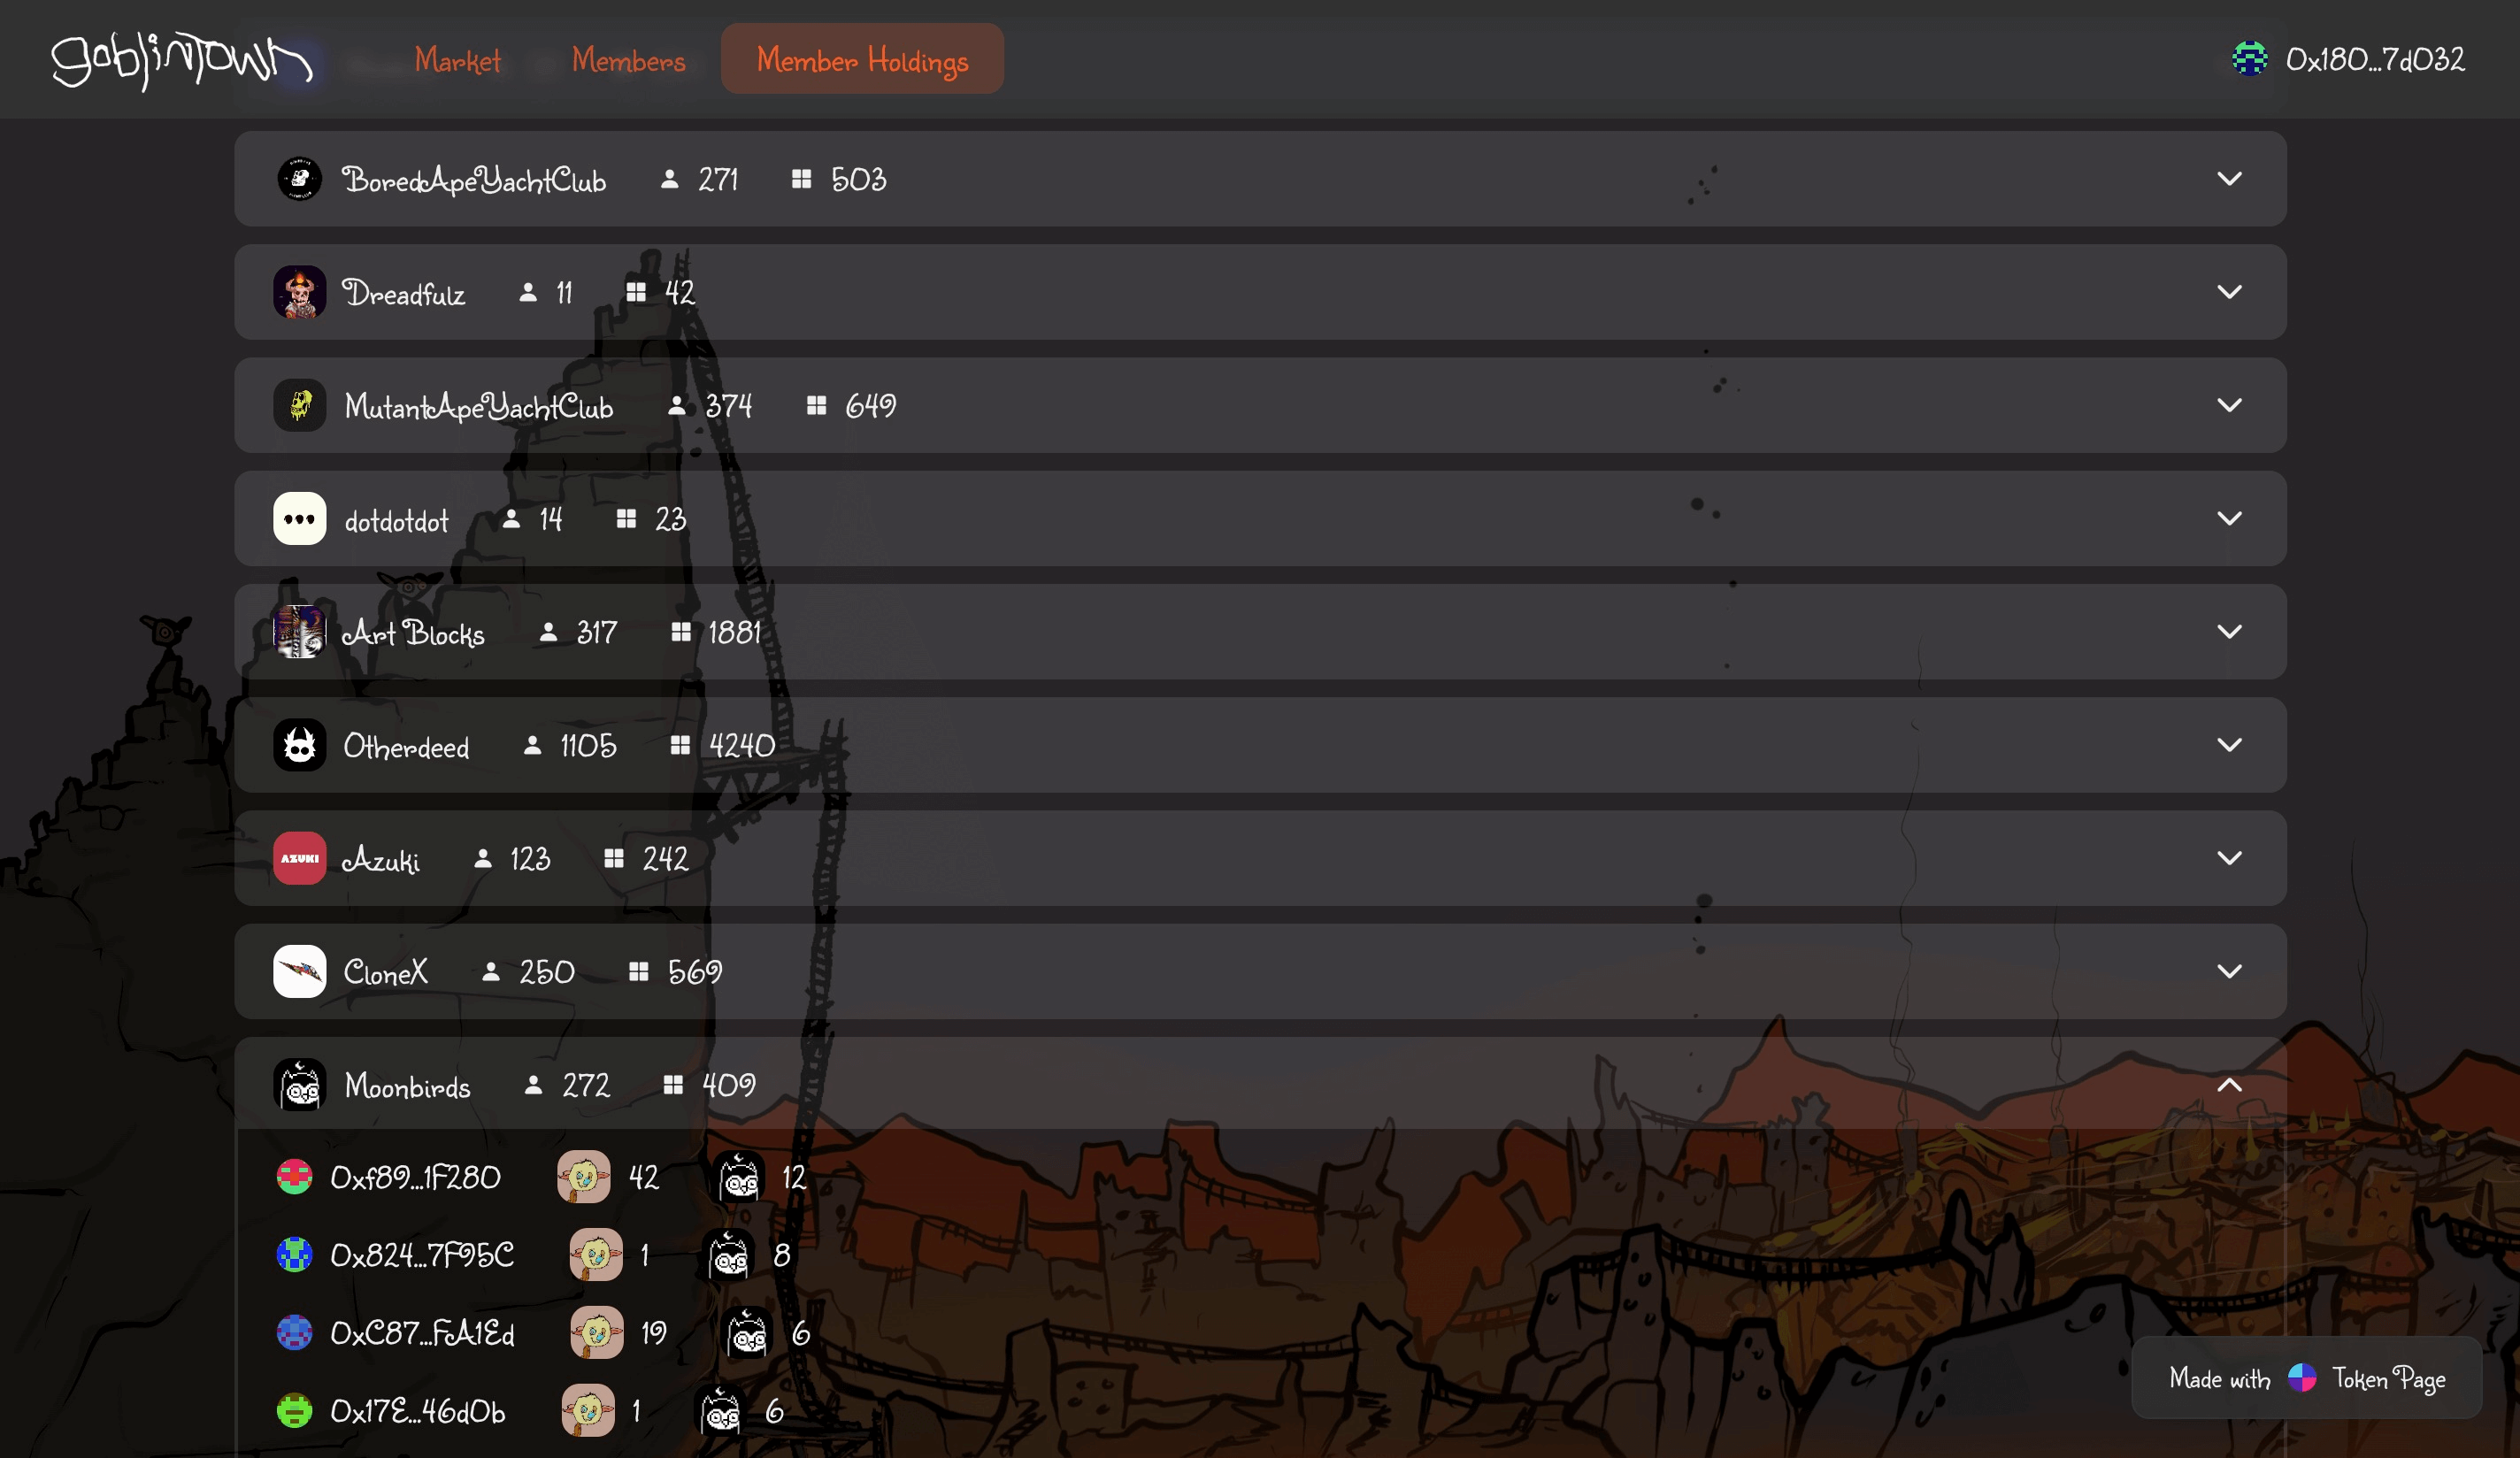 goblinTown Market Members Member Holdings 0x180...7d032
BoredApeYachtClub 271 503
Dreadfulz 11 42
MutantApeYachtClub 374 649
dotdotdot 14 23
Art Blocks 317 1881
Otherdeed 1105 4240
AZUKI Azuki 123 242
CloneX 250 569
Moonbirds 272 409
0xf89...1F280 42 12
0x824...7F95C 1 8
0xC87...FA1Ed 19 6
0x17E...46d0b 1 6
Made with Token Page